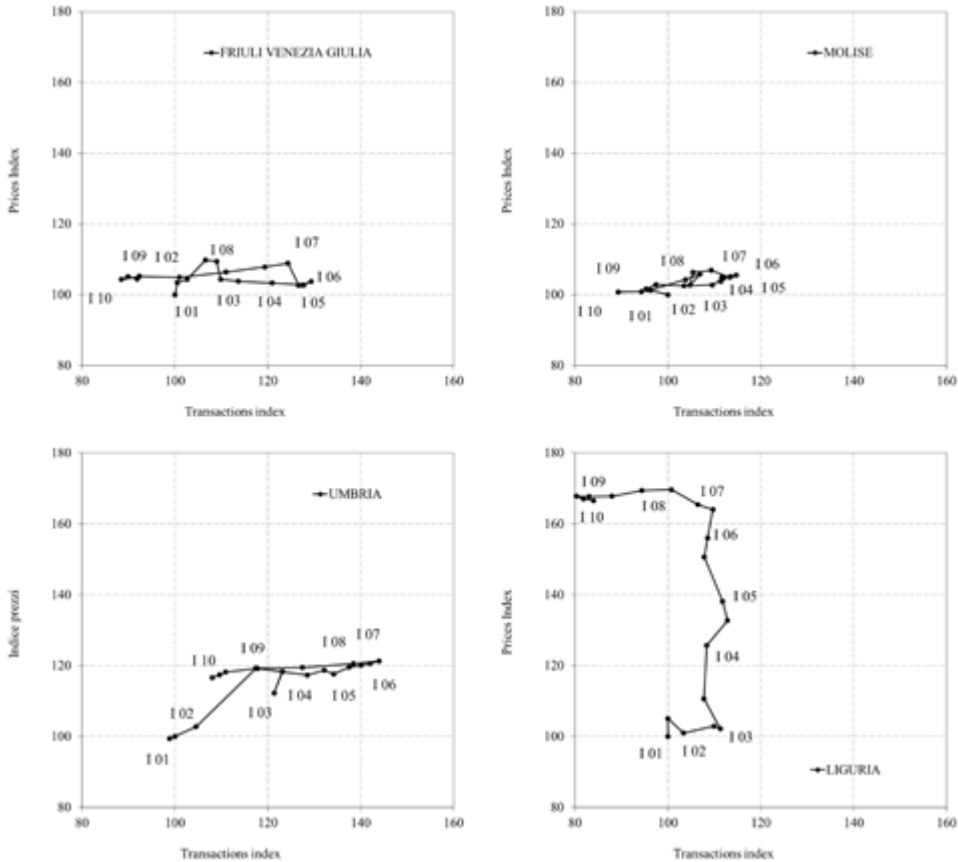 180
FRIULI VENEZIA GIULIA
160
140
Prices Index
120
I 09
I 02
I 08
I 07
I 06
100
I 10
I 01
I 03
I 04
I 05
80
80
100
120
140
160
Transactions index
180
MOLISE
160
140
Prices Index
120
I 09
I 08
I 07
I 06
100
I 10
I 01
I 02
I 03
I 04
I 05
80
80
100
120
140
160
Transactions index
180
UMBRIA
160
140
Indice prezzi
120
I 10
I 09
I 08
I 07
I 02
I 03
I 04
I 05
I 06
100
I 01
80
80
100
120
140
160
Transactions index
180
I 09
I 10
I 08
I 07
160
I 06
140
I 05
Prices Index
120
I 04
100
I 01
I 02
I 03
LIGURIA
80
80
100
120
140
160
Transactions index